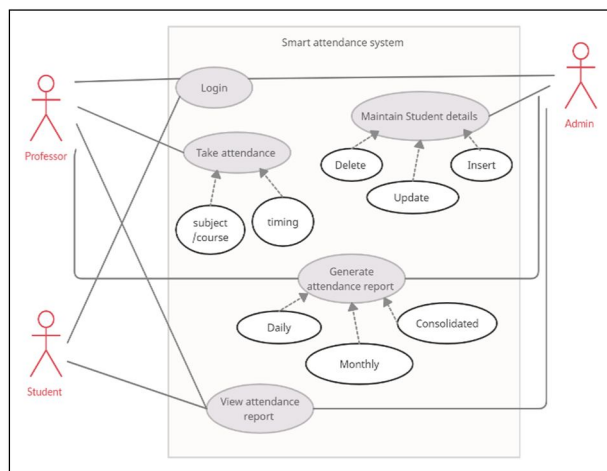 Smart attendance system
Login
Professor
Admin
Maintain Student details
Take attendance
Delete
Insert
Update
subject
/course
timing
Generate
attendance report
Daily
Consolidated
Monthly
Student
View attendance
report